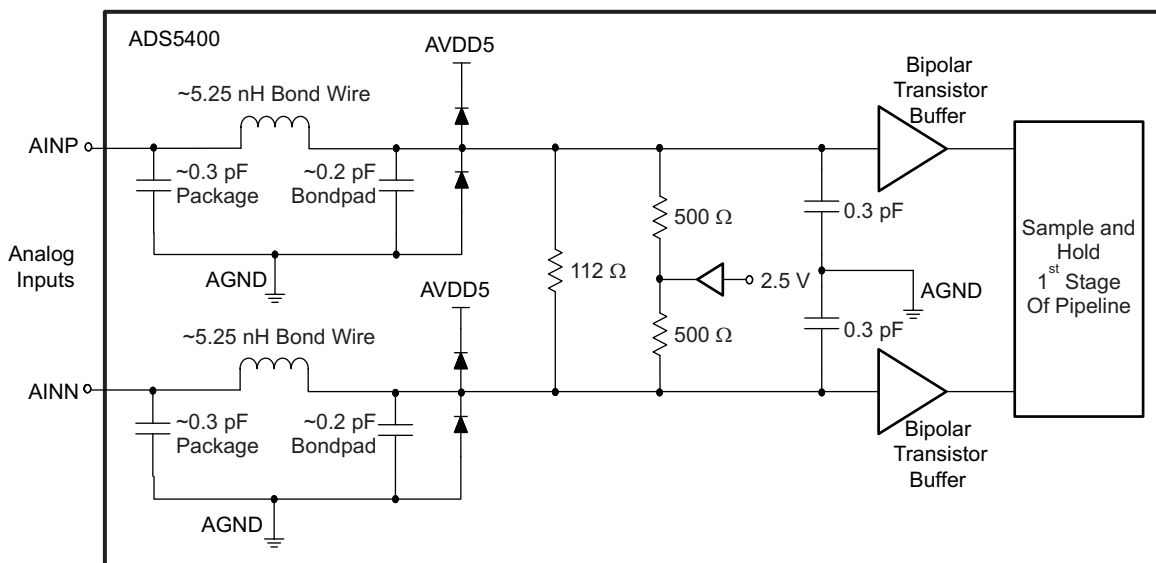 ADS5400
AVDD5
~5.25 nH Bond Wire
Bipolar
Transistor
Buffer
AINP
~0.3 pF
Package
~0.2 pF
Bondpad
500 Ω
0.3 pF
Analog
Inputs
AGND
112 Ω
2.5 V
AGND
Sample and
Hold
1st Stage
Of Pipeline
AVDD5
~5.25 nH Bond Wire
500 Ω
0.3 pF
AINN
~0.3 pF
Package
~0.2 pF
Bondpad
Bipolar
Transistor
Buffer
AGND